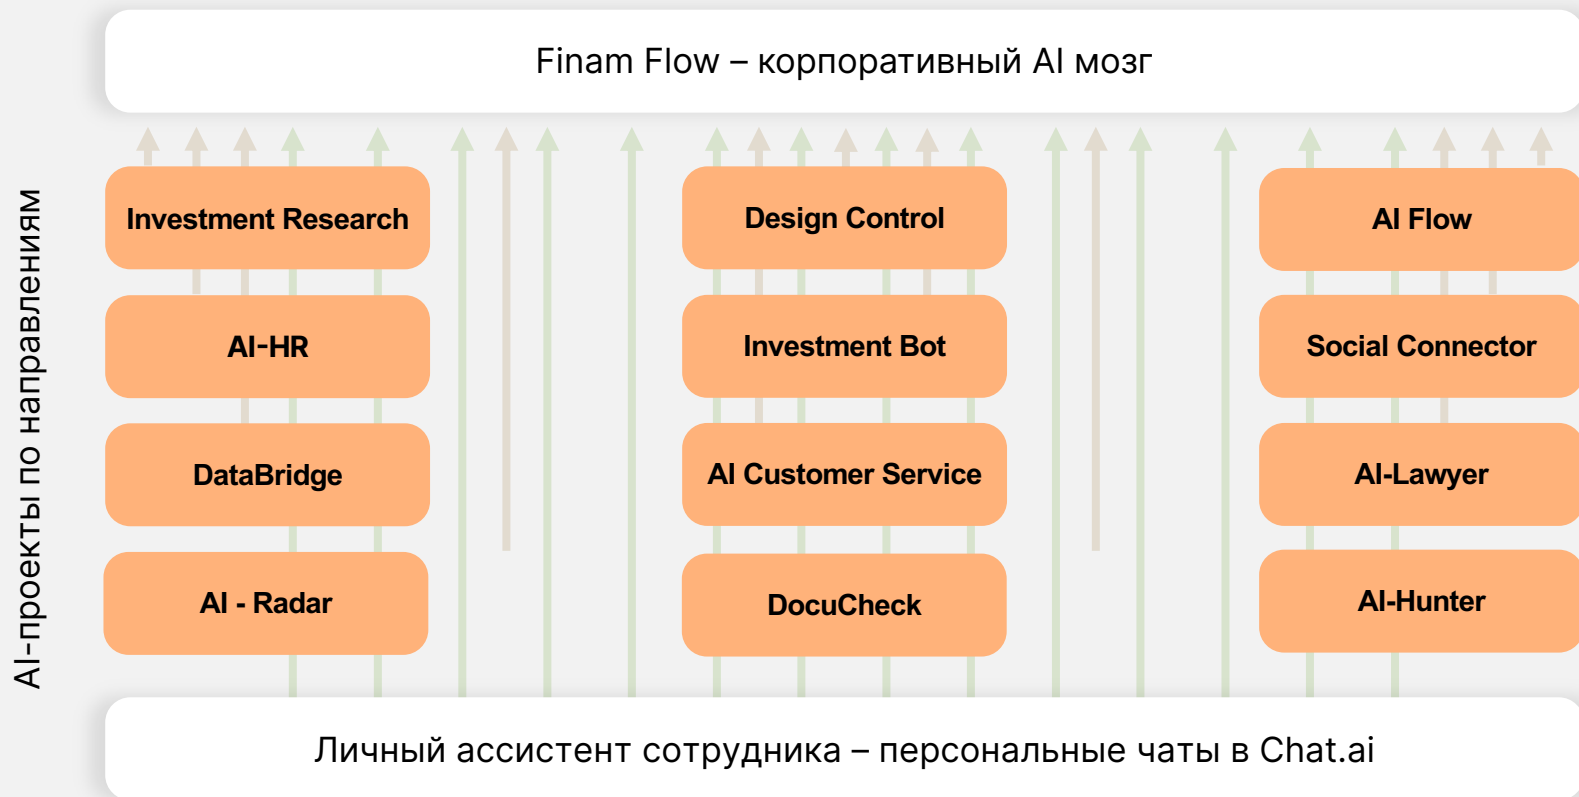 Finam Flow – корпоративный AI мозг
AI-проекты по направлениям
Investment Research
Design Control
AI Flow
AI-HR
Investment Bot
Social Connector
DataBridge
AI Customer Service
AI-Lawyer
AI - Radar
DocuCheck
AI-Hunter
Личный ассистент сотрудника – персональные чаты в Chat.ai